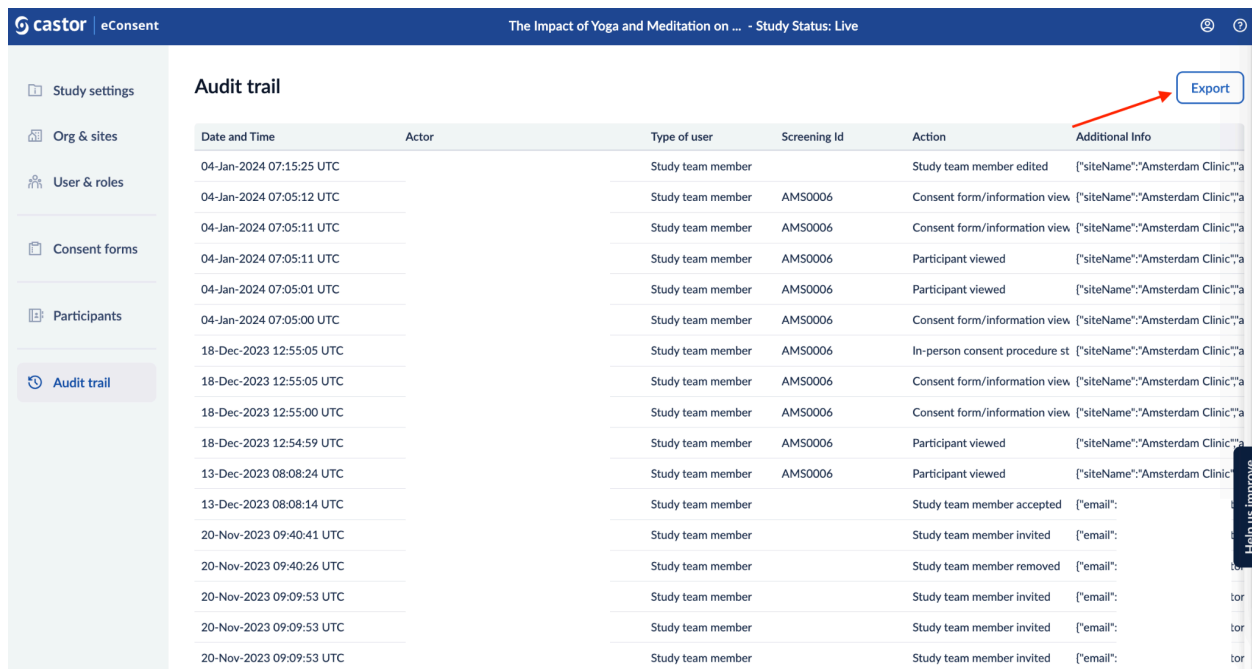 castor eConsent The Impact of Yoga and Meditation on ... - Study Status: Live
Study settings
Org & sites
User & roles
Consent forms
Participants
Audit trail
Audit trail
Export
Date and Time Actor Type of user Screening Id Action Additional Info
04-Jan-2024 07:15:25 UTC Study team member Study team member edited {"siteName":"Amsterdam Clinic","a
04-Jan-2024 07:05:12 UTC Study team member AMS0006 Consent form/information view {"siteName":"Amsterdam Clinic","a
04-Jan-2024 07:05:11 UTC Study team member AMS0006 Consent form/information view {"siteName":"Amsterdam Clinic","a
04-Jan-2024 07:05:11 UTC Study team member AMS0006 Participant viewed {"siteName":"Amsterdam Clinic","a
04-Jan-2024 07:05:01 UTC Study team member AMS0006 Participant viewed {"siteName":"Amsterdam Clinic","a
04-Jan-2024 07:05:00 UTC Study team member AMS0006 Consent form/information view {"siteName":"Amsterdam Clinic","a
18-Dec-2023 12:55:05 UTC Study team member AMS0006 In-person consent procedure st {"siteName":"Amsterdam Clinic","a
18-Dec-2023 12:55:05 UTC Study team member AMS0006 Consent form/information view {"siteName":"Amsterdam Clinic","a
18-Dec-2023 12:55:00 UTC Study team member AMS0006 Consent form/information view {"siteName":"Amsterdam Clinic","a
18-Dec-2023 12:54:59 UTC Study team member AMS0006 Participant viewed {"siteName":"Amsterdam Clinic","a
13-Dec-2023 08:08:24 UTC Study team member AMS0006 Participant viewed {"siteName":"Amsterdam Clinic"
13-Dec-2023 08:08:14 UTC Study team member Study team member accepted {"email":
20-Nov-2023 09:40:41 UTC Study team member Study team member invited {"email":
20-Nov-2023 09:40:26 UTC Study team member Study team member removed {"email": tor
20-Nov-2023 09:09:53 UTC Study team member Study team member invited {"email": tor
20-Nov-2023 09:09:53 UTC Study team member Study team member invited {"email": tor
20-Nov-2023 09:09:53 UTC Study team member Study team member invited {"email": tor
Help us improve